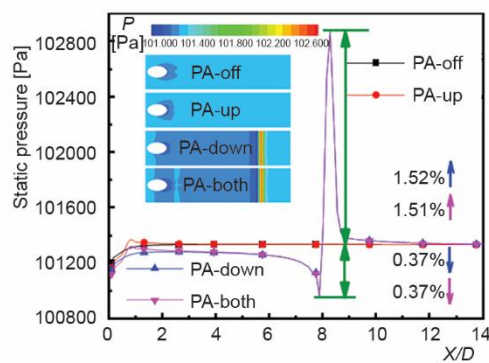 P
[Pa]
101.000 101.400 101.800 102.200 102.600
PA-off
PA-up
PA-down
PA-both
PA-off
PA-up
1.52%
1.51%
0.37%
0.37%
PA-down
PA-both
Static pressure [Pa]
102800
102400
102000
101600
101200
100800
0 2 4 6 8 10 12 14
X/D